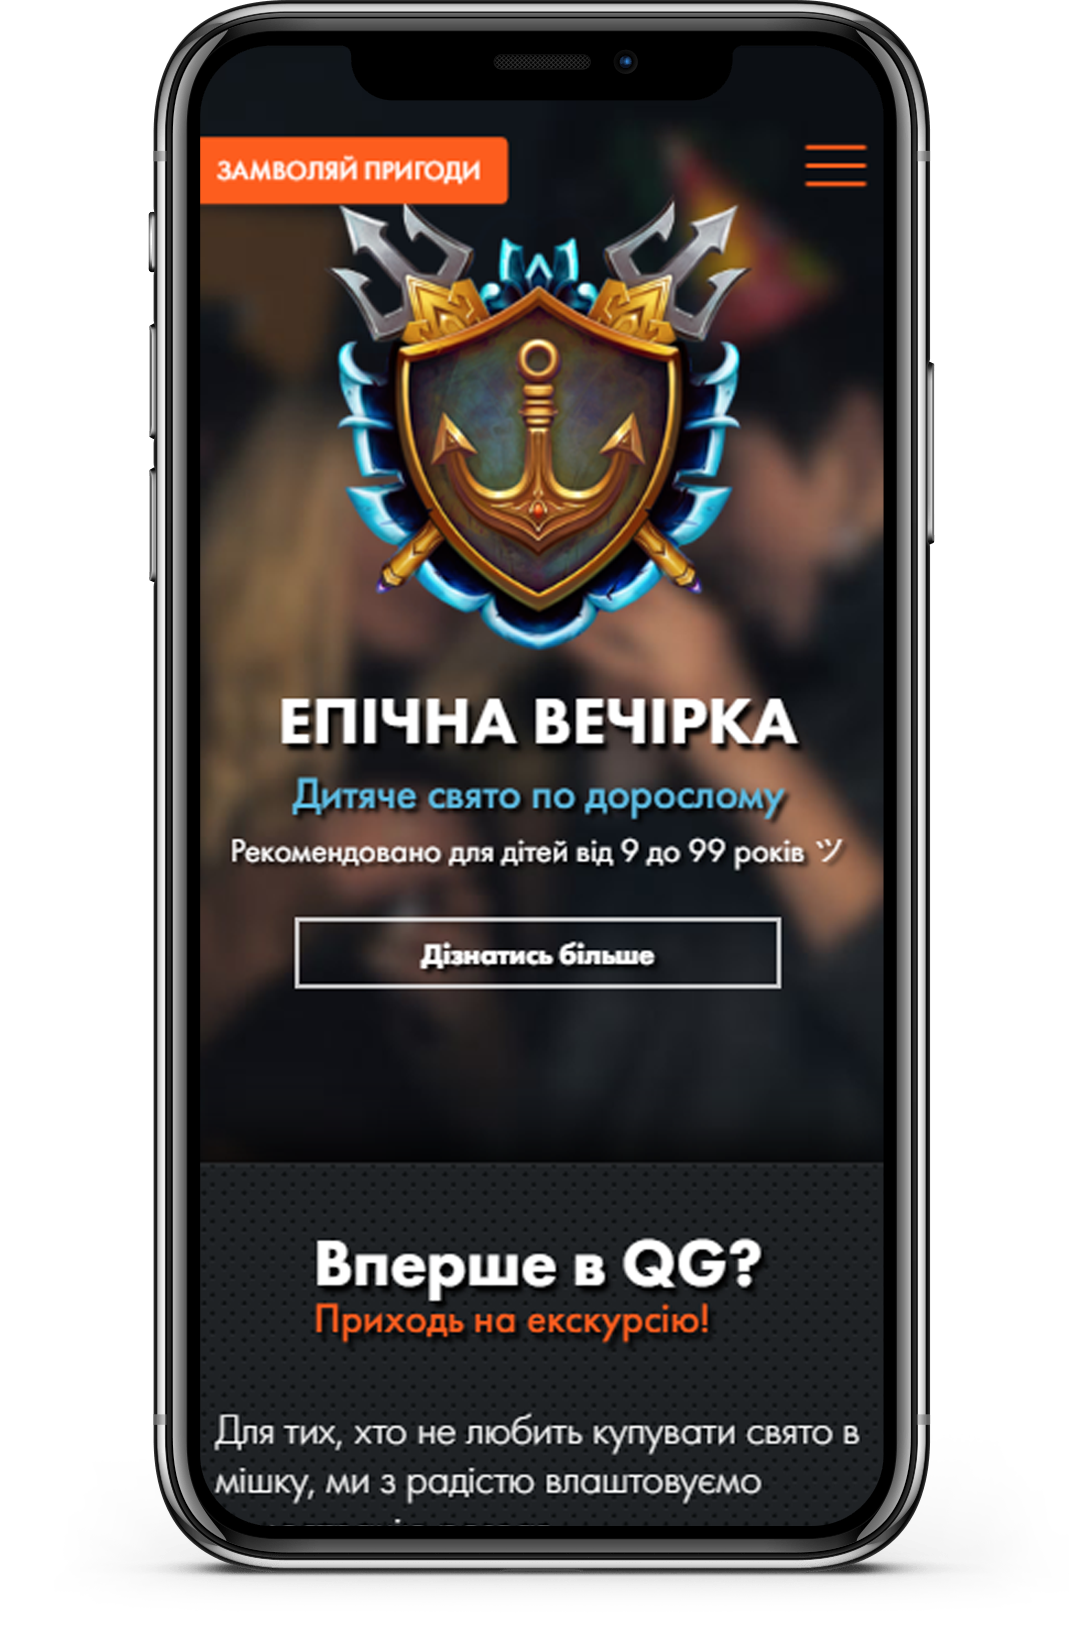 ЗАМВОЛЯЙ ПРИГОДИ
ЕПІЧНА ВЕЧІРКА
Дитяче свято по дорослому
Рекомендовано для дітей від 9 до 99 років ツ
Дізнатись більше
Вперше в QG?
Приходь на екскурсію!
Для тих, хто не любить купувати свято в
мішку, ми з радістю влаштовуємо